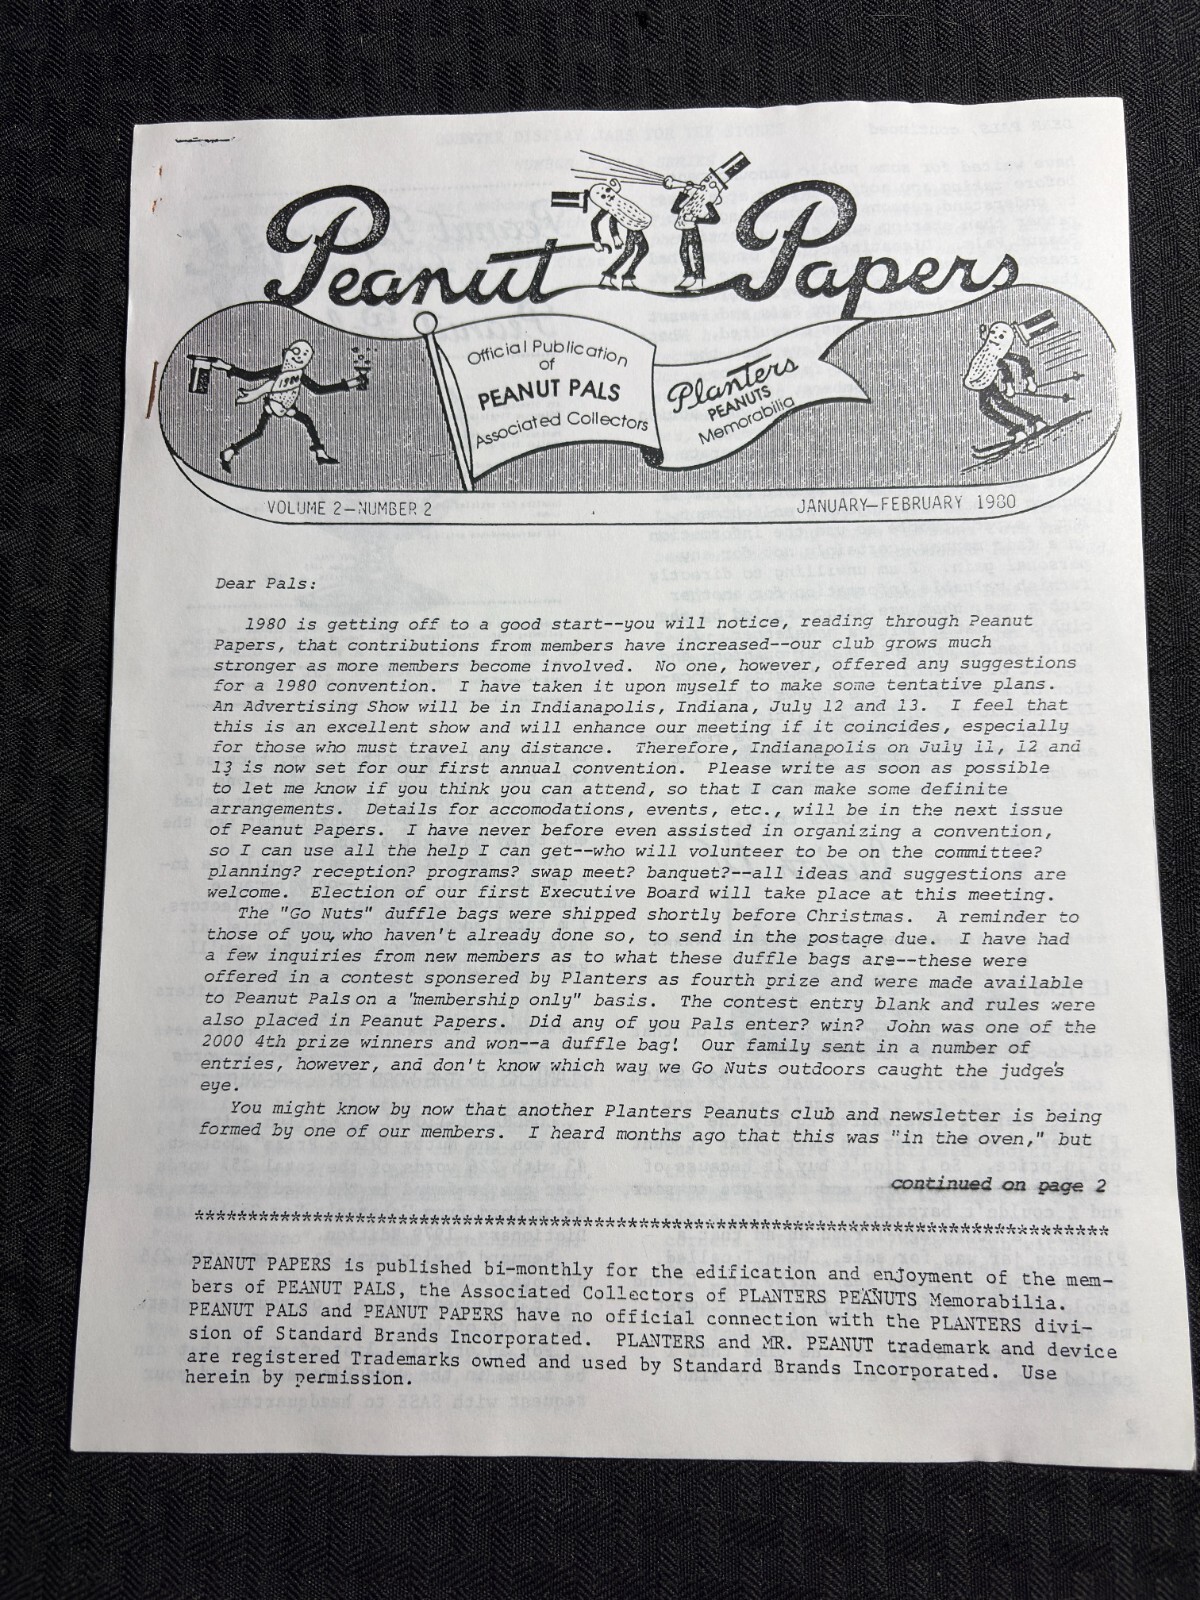 Peanut Papers
Official Publication
of
PEANUT PALS
Associated Collectors
Planters
PEANUTS
Memorabilia
1980
VOLUME 2—NUMBER 2
JANUARY—FEBRUARY 1980
Dear Pals:
1980 is getting off to a good start--you will notice, reading through Peanut
Papers, that contributions from members have increased--our club grows much
stronger as more members become involved. No one, however, offered any suggestions
for a 1980 convention. I have taken it upon myself to make some tentative plans.
An Advertising Show will be in Indianapolis, Indiana, July 12 and 13. I feel that
this is an excellent show and will enhance our meeting if it coincides, especially
for those who must travel any distance. Therefore, Indianapolis on July 11, 12 and
13 is now set for our first annual convention. Please write as soon as possible
to let me know if you think you can attend, so that I can make some definite
arrangements. Details for accomodations, events, etc., will be in the next issue
of Peanut Papers. I have never before even assisted in organizing a convention,
so I can use all the help I can get--who will volunteer to be on the committee?
planning? reception? programs? swap meet? banquet?--all ideas and suggestions are
welcome. Election of our first Executive Board will take place at this meeting.
The "Go Nuts" duffle bags were shipped shortly before Christmas. A reminder to
those of you, who haven't already done so, to send in the postage due. I have had
a few inquiries from new members as to what these duffle bags are--these were
offered in a contest sponsered by Planters as fourth prize and were made available
to Peanut Pals on a "membership only" basis. The contest entry blank and rules were
also placed in Peanut Papers. Did any of you Pals enter? win? John was one of the
2000 4th prize winners and won--a duffle bag! Our family sent in a number of
entries, however, and don't know which way we Go Nuts outdoors caught the judge's
eye.
You might know by now that another Planters Peanuts club and newsletter is being
formed by one of our members. I heard months ago that this was "in the oven," but
continued on page 2
*************************************************************************************
PEANUT PAPERS is published bi-monthly for the edification and enjoyment of the mem-
bers of PEANUT PALS, the Associated Collectors of PLANTERS PEANUTS Memorabilia.
PEANUT PALS and PEANUT PAPERS have no official connection with the PLANTERS divi-
sion of Standard Brands Incorporated. PLANTERS and MR. PEANUT trademark and device
are registered Trademarks owned and used by Standard Brands Incorporated. Use
herein by permission.